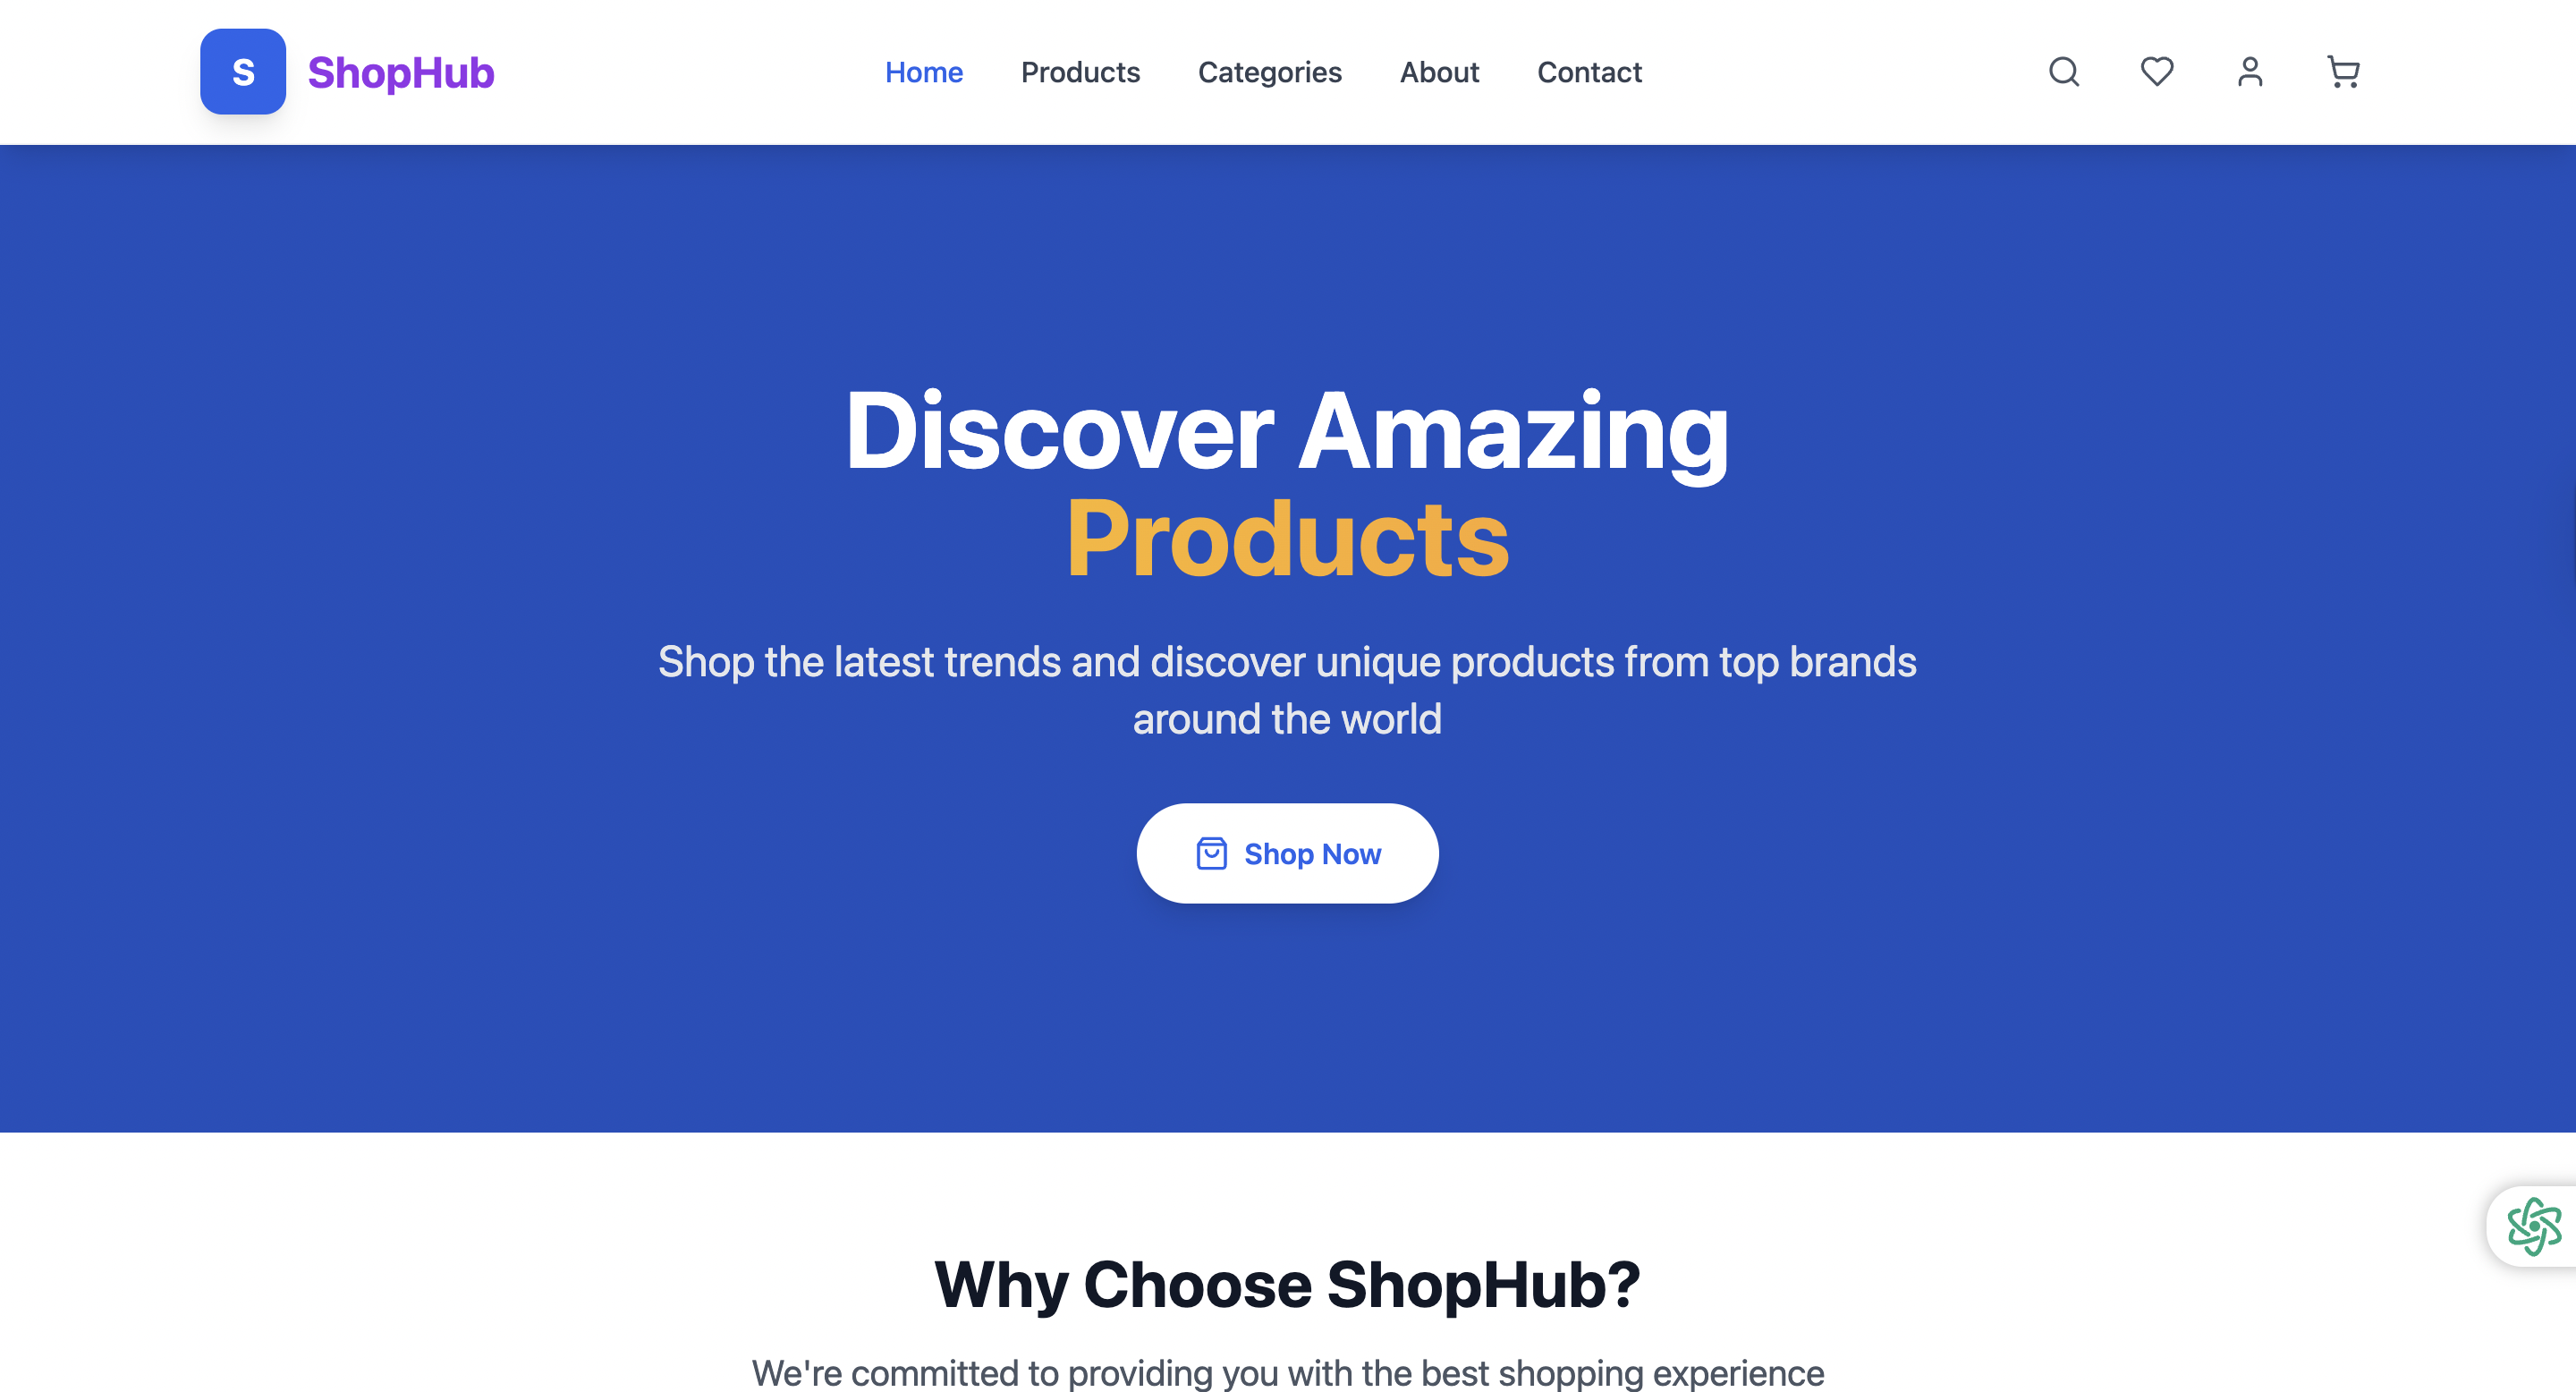 S
ShopHub
Home
Products
Categories
About
Contact
Discover Amazing
Products
Shop the latest trends and discover unique products from top brands
around the world
Shop Now
Why Choose ShopHub?
We're committed to providing you with the best shopping experience